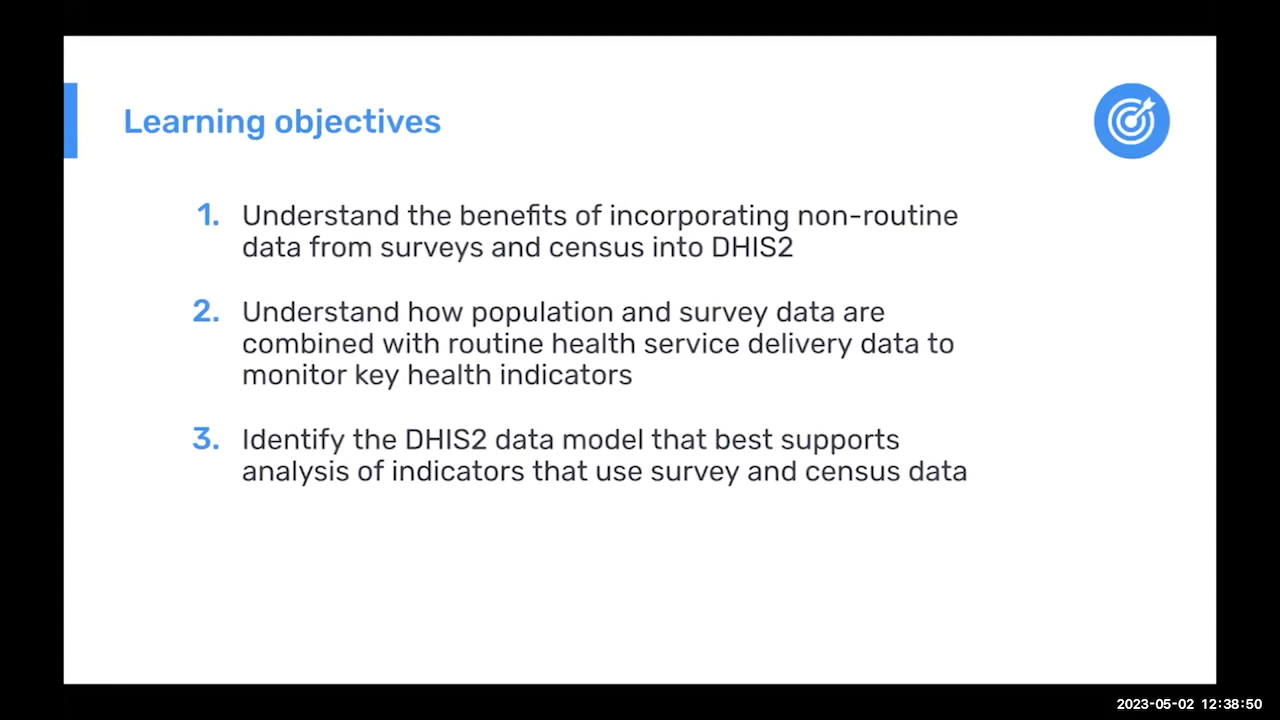 Learning objectives
1. Understand the benefits of incorporating non-routine
data from surveys and census into DHIS2
2. Understand how population and survey data are
combined with routine health service delivery data to
monitor key health indicators
3. Identify the DHIS2 data model that best supports
analysis of indicators that use survey and census data
2023-05-02 12:38:50